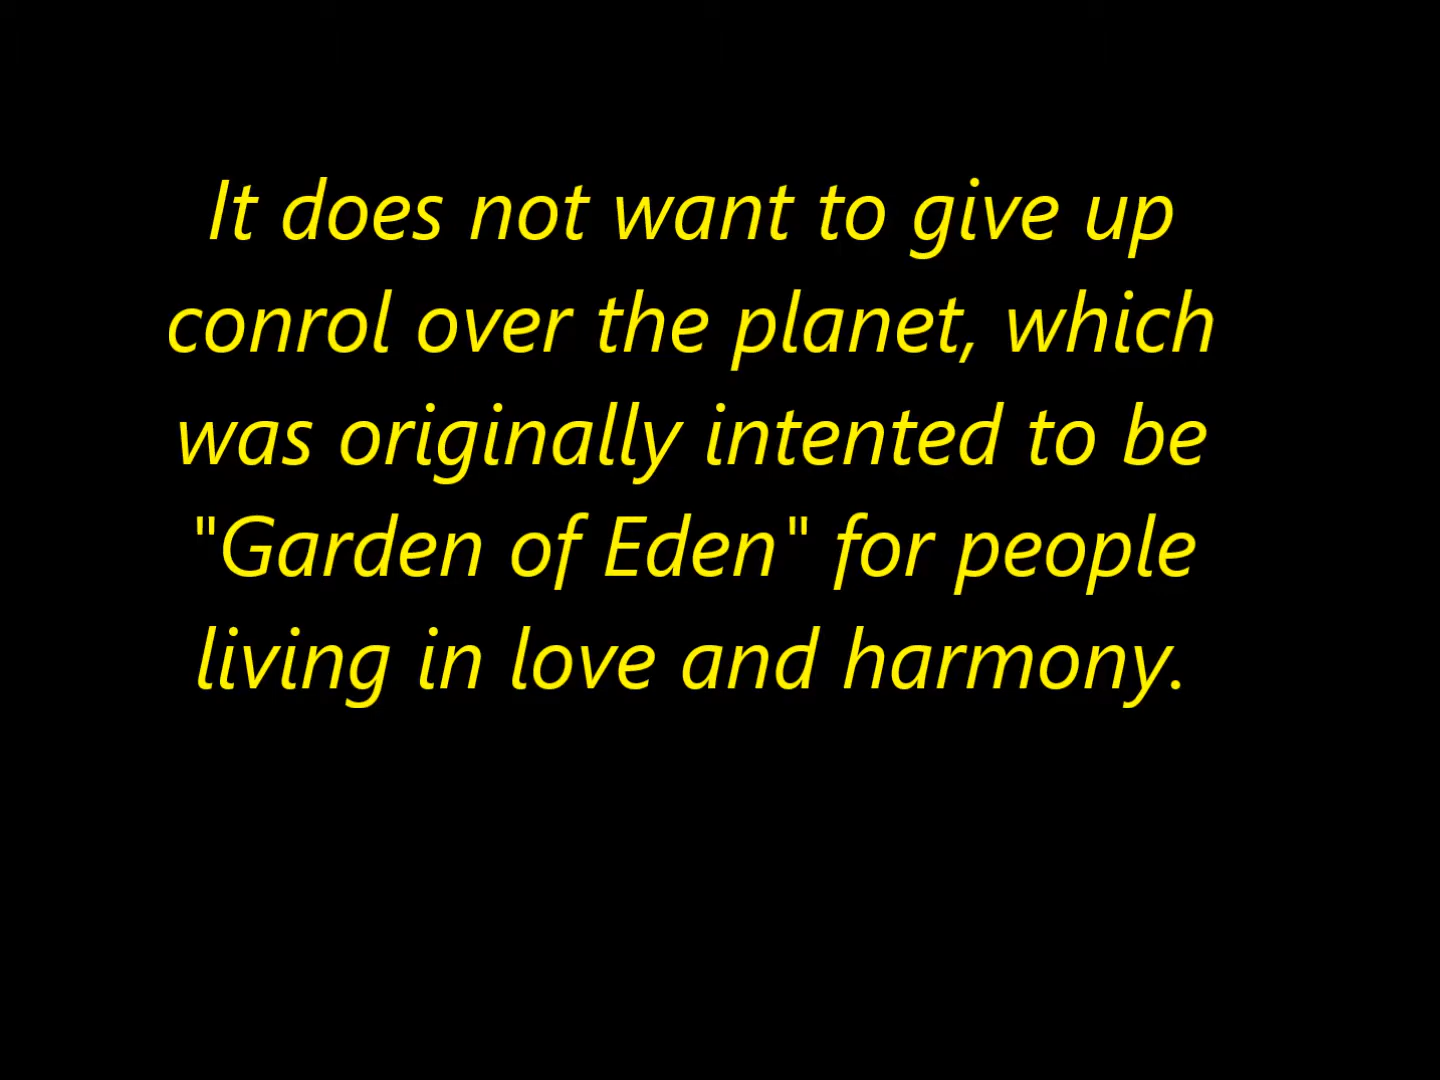 It does not want to give up
conrol over the planet, which
was originally intented to be
"Garden of Eden" for people
living in love and harmony.